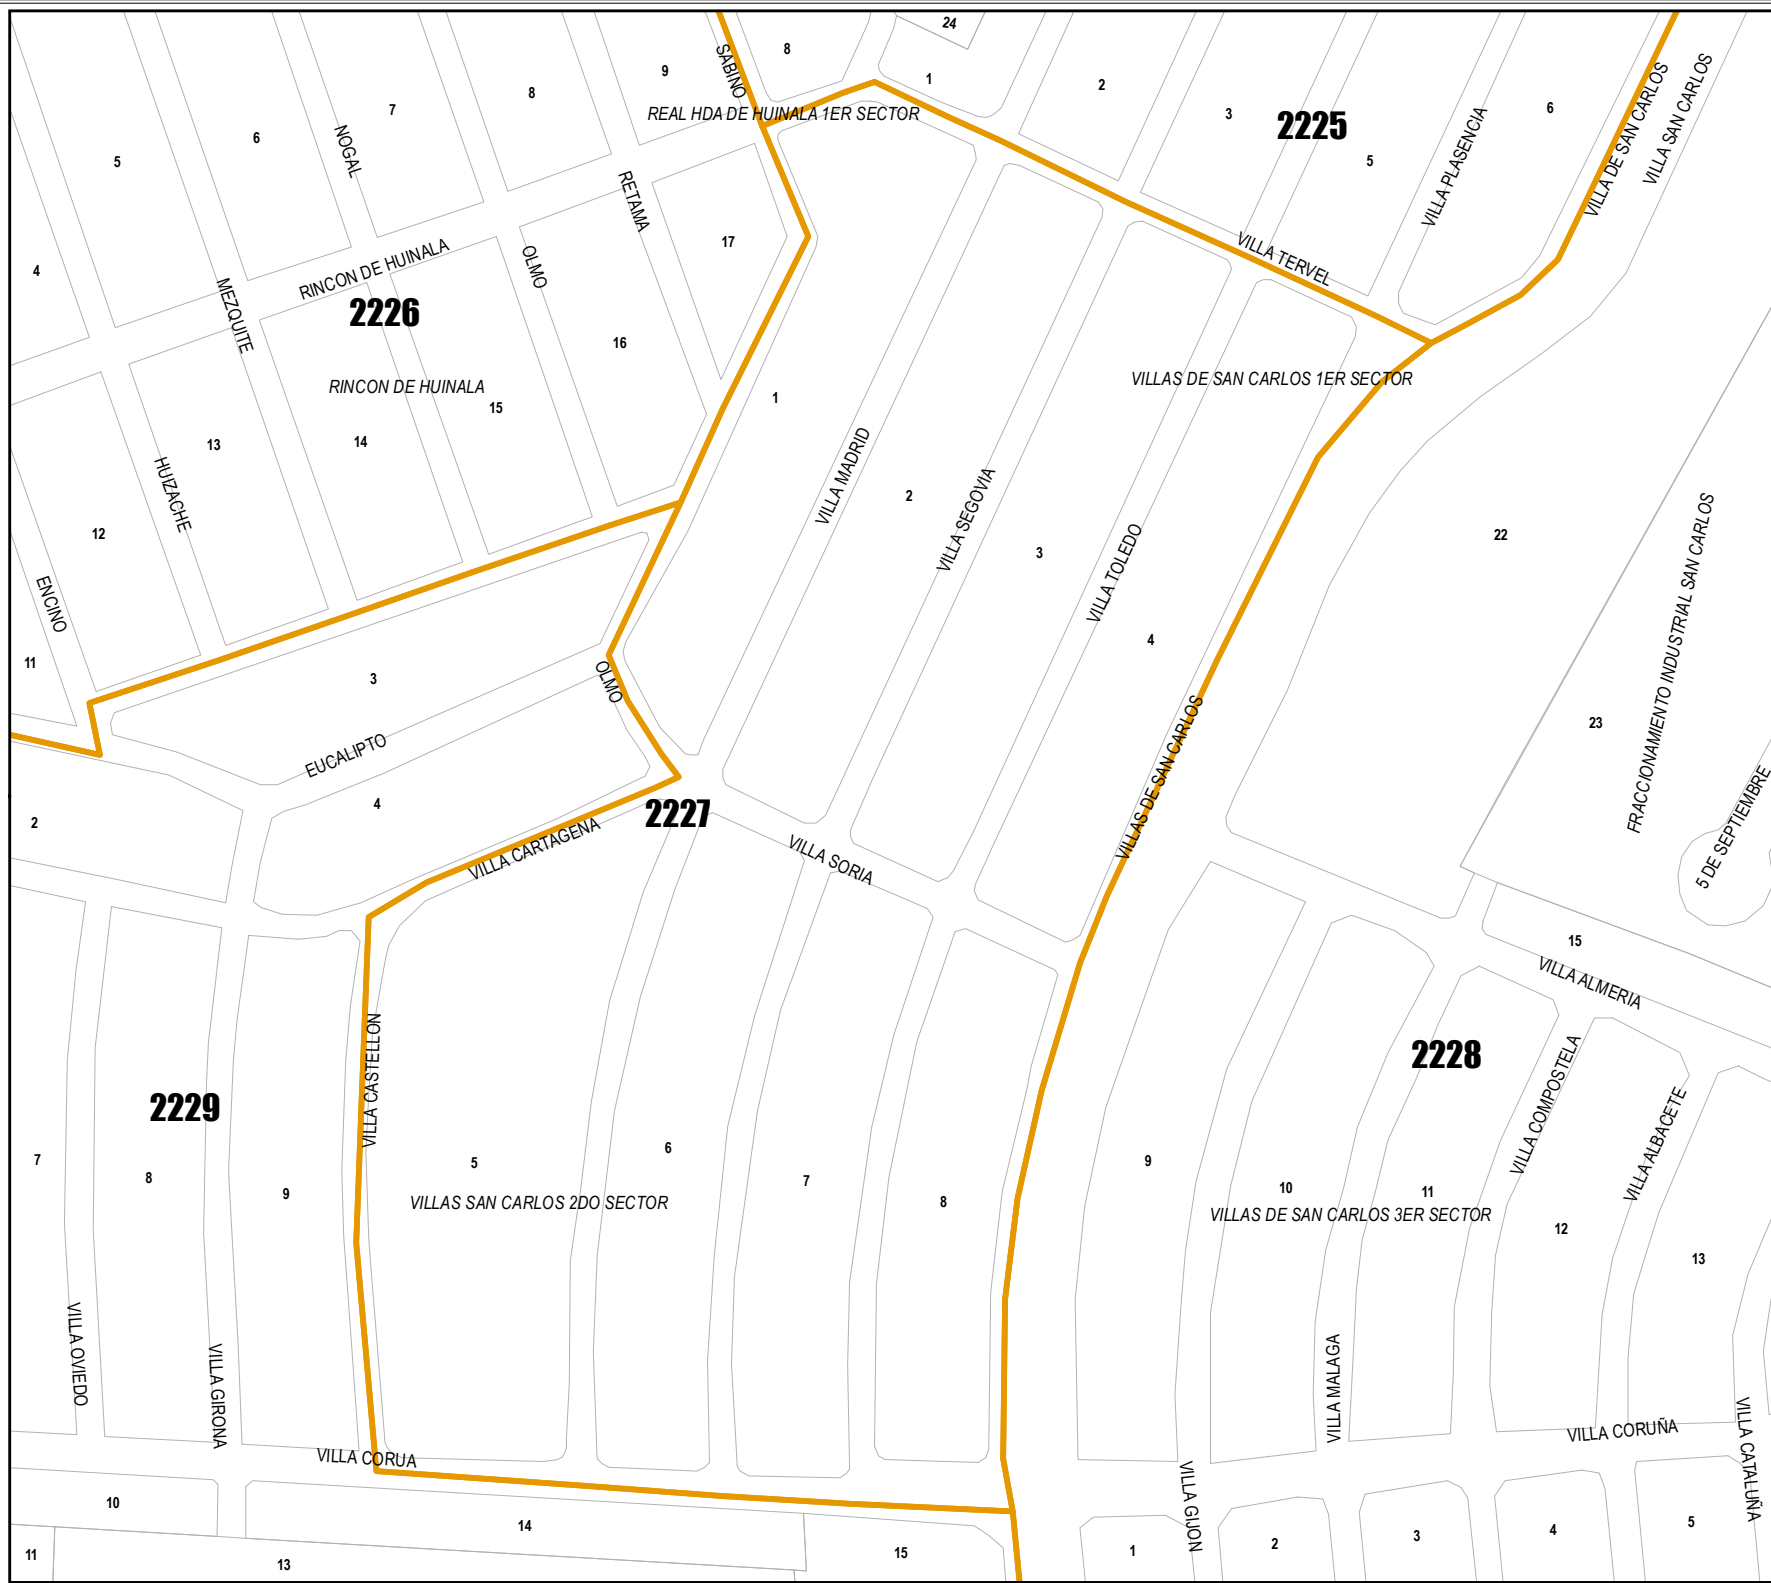 24
8
9
1
2
SABINO
8
7
6
5
NOGAL
REAL HDA DE HUINALA 1ER SECTOR
3
2225
6
5
VILLA PLASENCIA
VILLA DE SAN CARLOS
VILLA SAN CARLOS
RETAMA
17
OLMO
VILLA TERVEL
4
RINCON DE HUINALA
MEZQUITE
2226
16
RINCON DE HUINALA
VILLAS DE SAN CARLOS 1ER SECTOR
1
15
14
13
VILLA MADRID
2
VILLA SEGOVIA
HUIZACHE
12
3
VILLA TOLEDO
22
FRACCIONAMIENTO INDUSTRIAL SAN CARLOS
ENCINO
4
11
3
OLMO
23
EUCALIPTO
VILLAS DE SAN CARLOS
4
2227
2
VILLA CARTAGENA
VILLA SORIA
5 DE SEPTIEMBRE
15
VILLA ALMERIA
VILLA CASTELLON
2228
VILLA COMPOSTELA
2229
VILLA ALBACETE
7
8
9
5
6
7
8
9
10
11
VILLAS SAN CARLOS 2DO SECTOR
VILLAS DE SAN CARLOS 3ER SECTOR
12
13
VILLA OVIEDO
VILLA GIRONA
VILLA MALAGA
VILLA CORUÑA
VILLA CATALUÑA
VILLA CORUA
VILLA GIJON
10
14
11
13
15
1
2
3
4
5